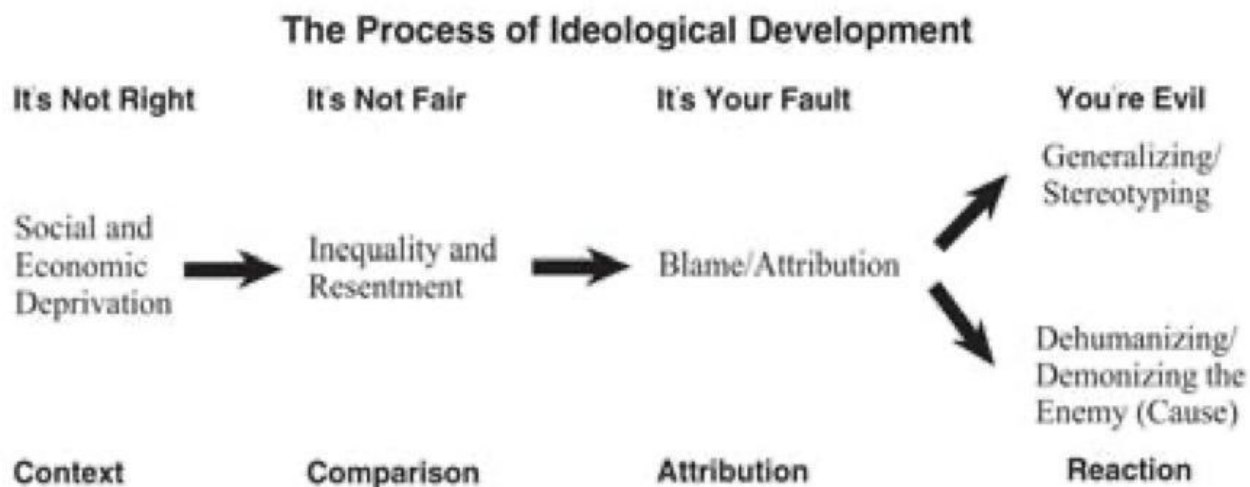 The Process of Ideological Development
It's Not Right
It's Not Fair
It's Your Fault
You're Evil
Social and
Economic
Deprivation
Inequality and
Resentment
Blame/Attribution
Generalizing/
Stereotyping
Dehumanizing/
Demonizing the
Enemy (Cause)
Context
Comparison
Attribution
Reaction